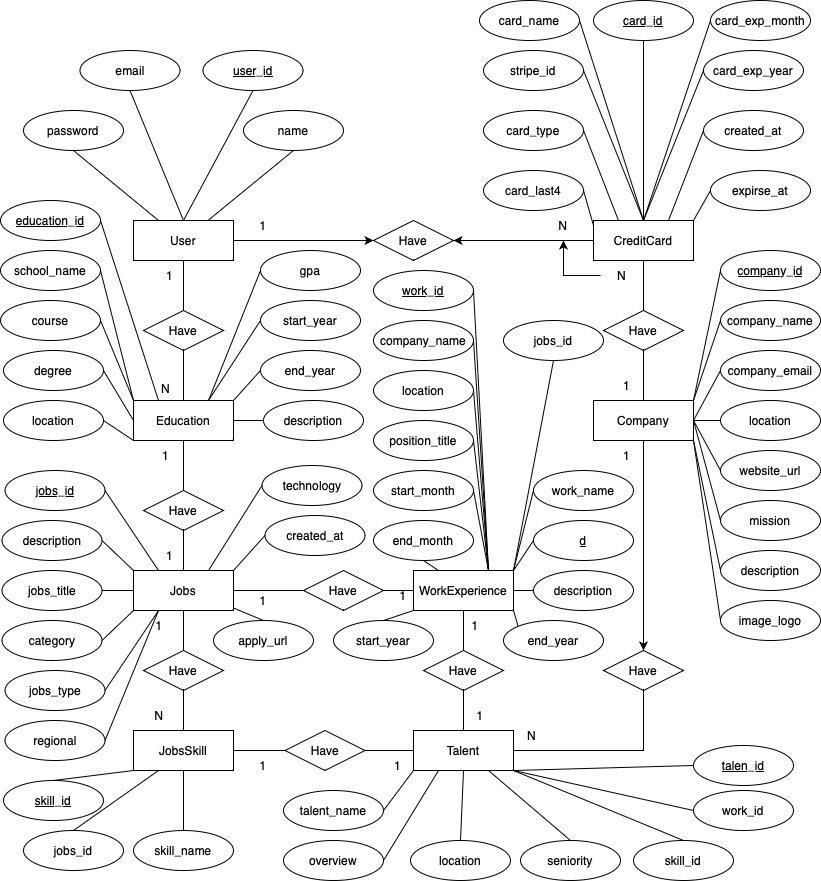 card_name
card_id
card_exp_month
email
user_id
stripe_id
card_exp_year
password
name
card_type
created_at
card_last4
expirse_at
education_id
User
1
Have
N
CreditCard
school_name
1
gpa
work_id
N
company_id
course
Have
start_year
company_name
jobs_id
Have
company_name
degree
N
end_year
location
1
company_email
location
Education
description
position_title
Company
location
1
1
website_url
jobs_id
technology
start_month
work_name
Have
mission
description
1
created_at
end_month
d
description
jobs_title
Jobs
1
Have
1
WorkExperience
description
image_logo
category
1
apply_url
start_year
1
end_year
jobs_type
Have
Have
Have
regional
N
1
N
JobsSkill
1
Have
1
Talent
talen_id
skill_id
talent_name
work_id
jobs_id
skill_name
overview
location
seniority
skill_id